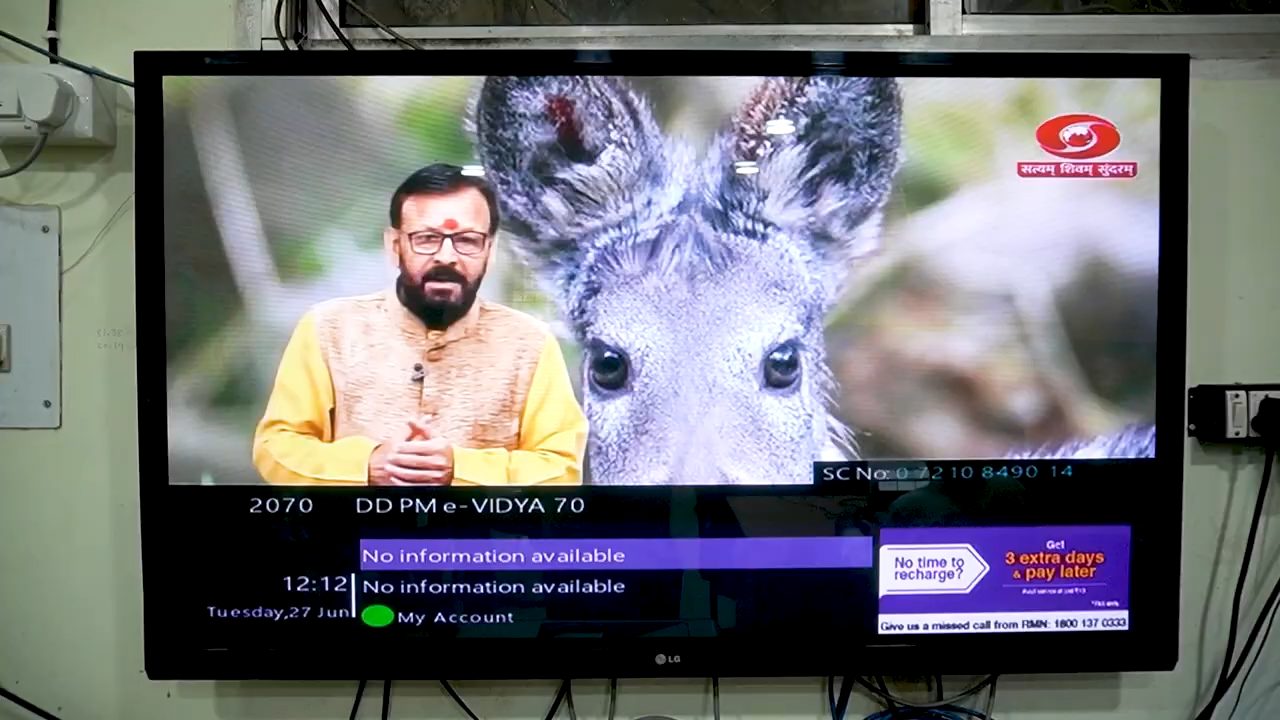 सत्यम् शिवम् सुंदरम्
SC No: 0 7210 8490 14
2070 DD PM e-VIDYA 70
No information available
12:12
No information available
Tuesday,27 Jun
My Account
No time to
recharge?
Get
3 extra days
& pay later
Give us a missed call from RMN: 1800 137 0333
LG